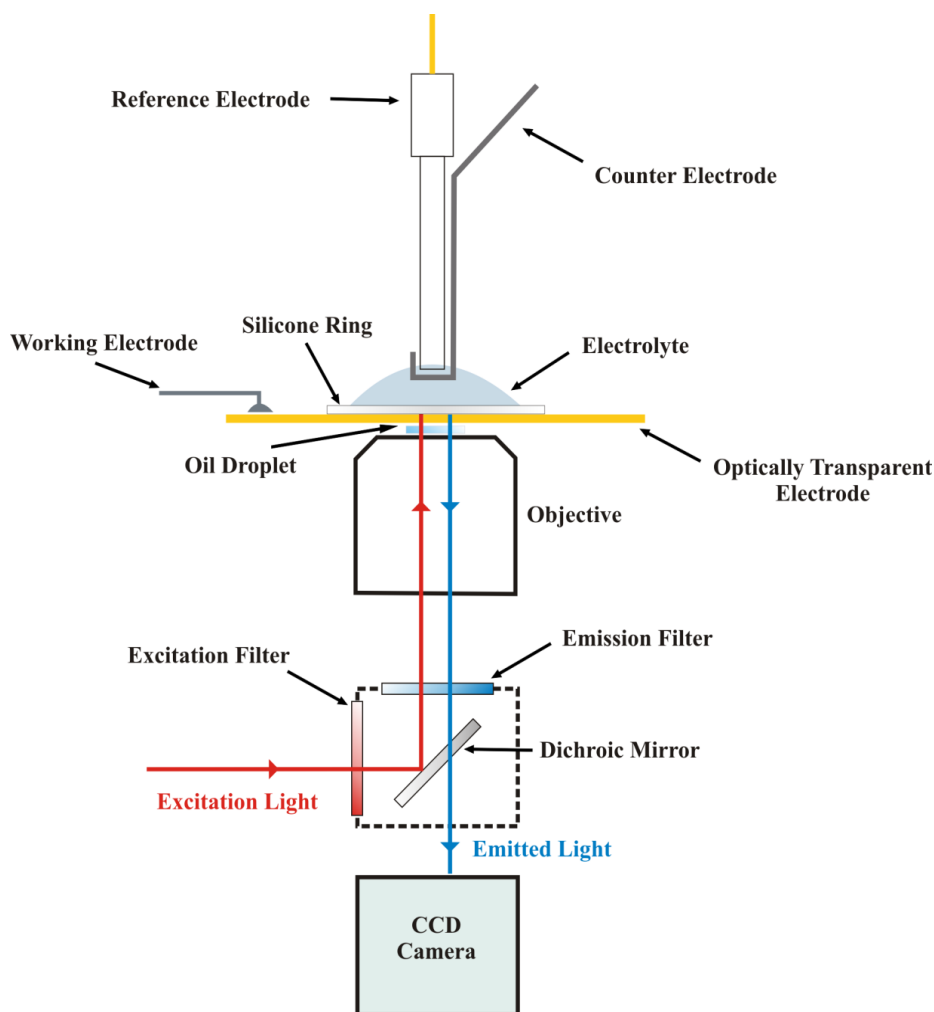 Reference Electrode
Counter Electrode
Silicone Ring
Working Electrode
Electrolyte
Oil Droplet
Optically Transparent
Electrode
Objective
Excitation Filter
Emission Filter
Dichroic Mirror
Excitation Light
Emitted Light
CCD
Camera